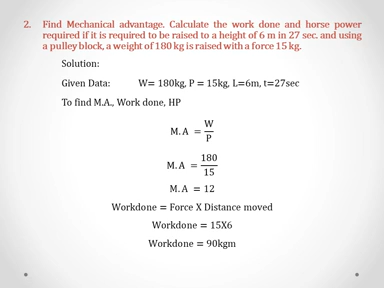 2. Find Mechanical advantage. Calculate the work done and horse power
required if it is required to be raised to a height of 6 m in 27 sec. and using
a pulley block, a weight of 180 kg is raised with a force 15 kg.
Solution:
Given Data: W= 180kg, P = 15kg, L=6m, t=27sec
To find M.A., Work done, HP
M.A = W/P
M.A = 180/15
M.A = 12
Workdone = Force X Distance moved
Workdone = 15X6
Workdone = 90kgm